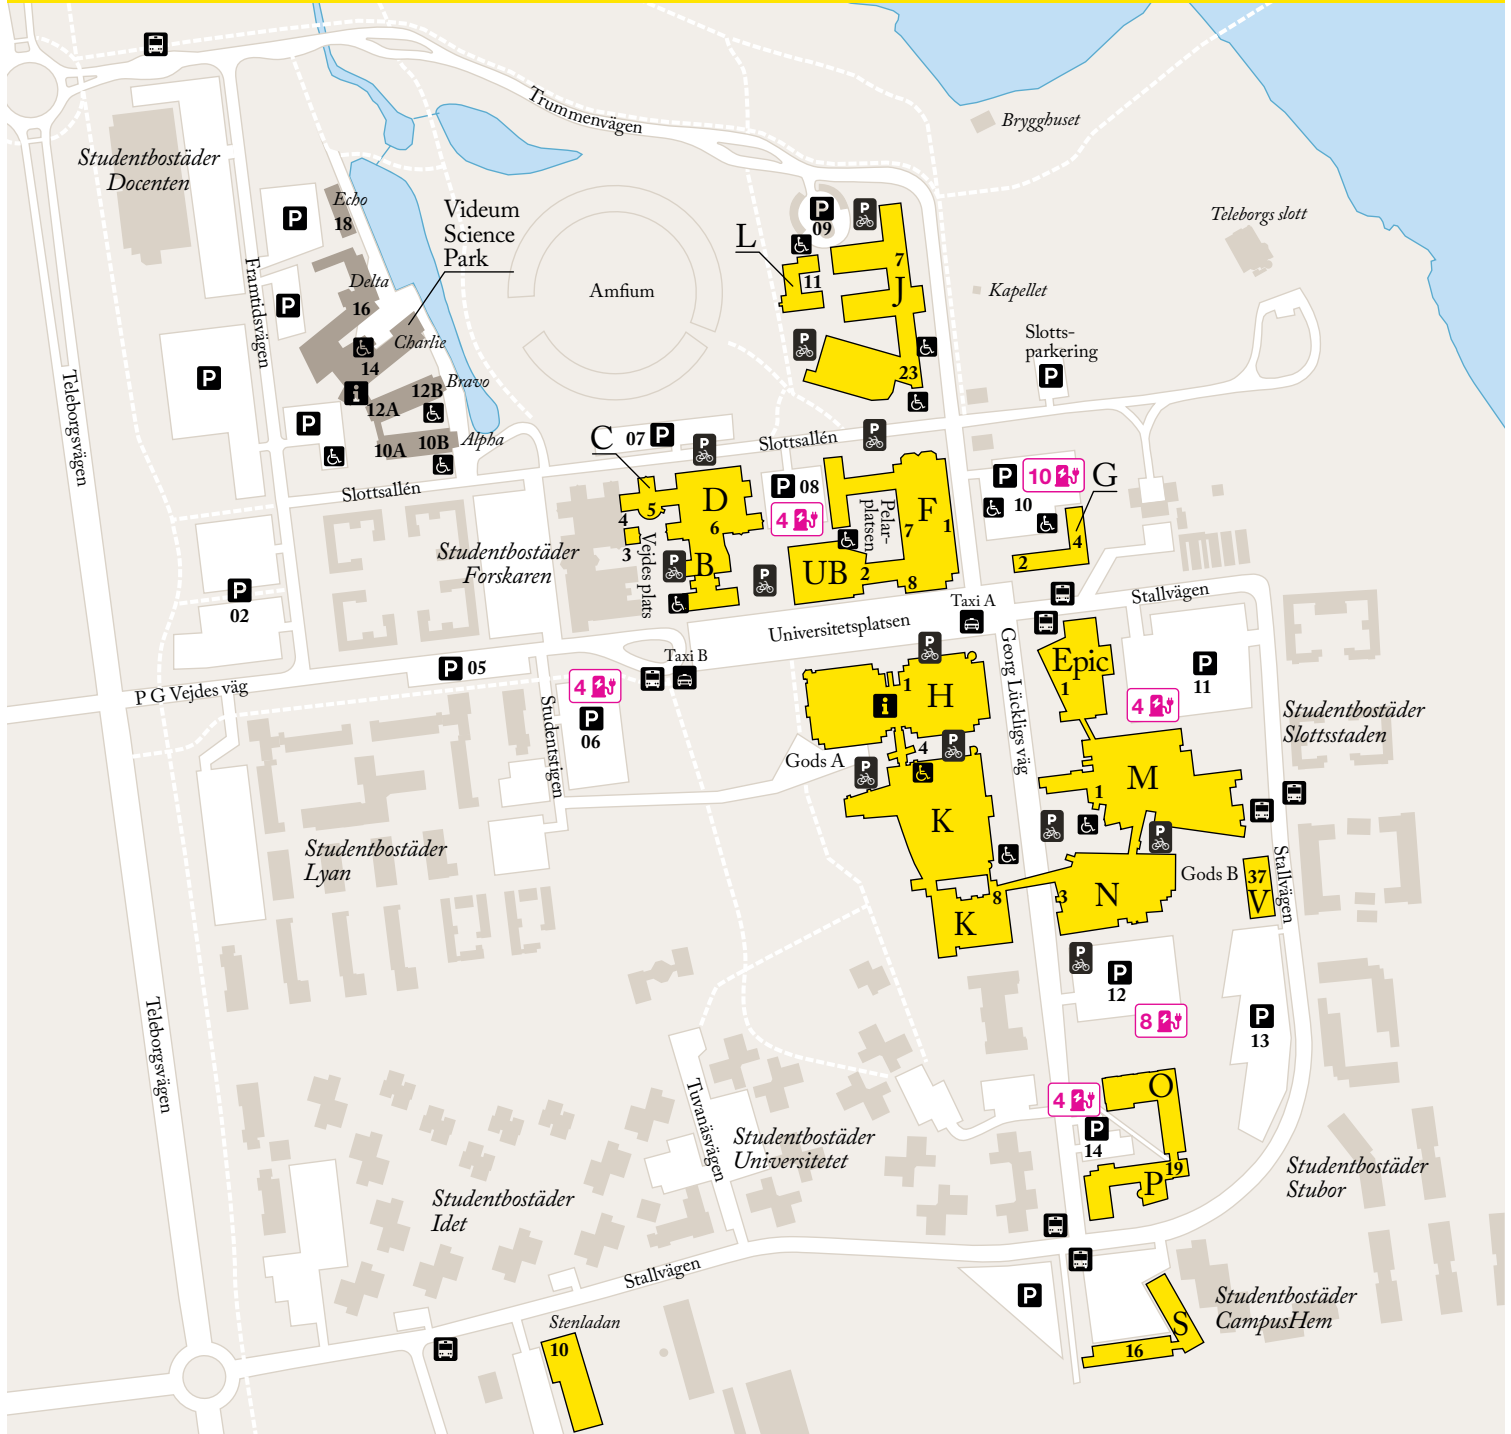 Trummenvägen
Brygghuset
Studentbostäder
Docenten
P
Echo
18
Videum
Science
Park
P
09
P
L
11
7
J
Teleborgs slott
Framtidsvägen
Delta
16
P
Amfium
Kapellet
Charlie
14
P
Slotts-
parkering
P
23
Teleborgsvägen
P
i
12A
12B
Bravo
P
10A
10B
Alpha
C
07
P
P
Slottsallén
P
Slottsallén
D
P
08
4
P
10
10
G
5
4
3
6
Pelar-
platsen
F
7
1
4
2
Studentbostäder
Forskaren
Vejdes plats
P
B
P
UB
2
8
P
02
Taxi A
Stallvägen
Universitetsplatsen
P
05
Taxi B
P
Georg Lückligs väg
Epic
1
P
11
P G Vejdes väg
4
P
06
Studentstigen
i
1
H
4
Studentbostäder
Slottsstaden
4
P
Gods A
P
M
1
K
P
P
Studentbostäder
Lyan
Stallvägen
Gods B
37
V
8
3
N
K
P
P
12
8
P
13
Teleborgsvägen
Tuvanäsvägen
4
O
P
14
Studentbostäder
Universitetet
19
P
Studentbostäder
Stubor
Studentbostäder
Idet
Stallvägen
P
Studentbostäder
CampusHem
S
16
Stenladan
10